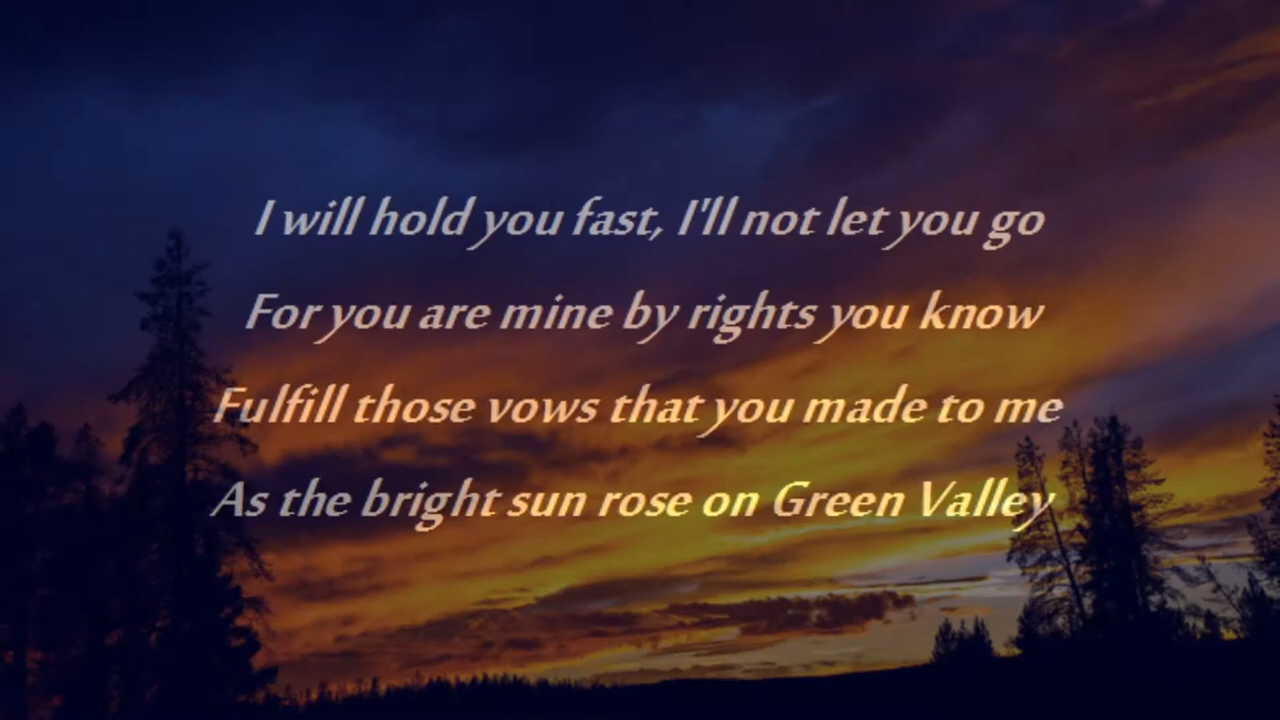 I will hold you fast, I'll not let you go
For you are mine by rights you know
Fulfill those vows that you made to me
As the bright sun rose on Green Valley